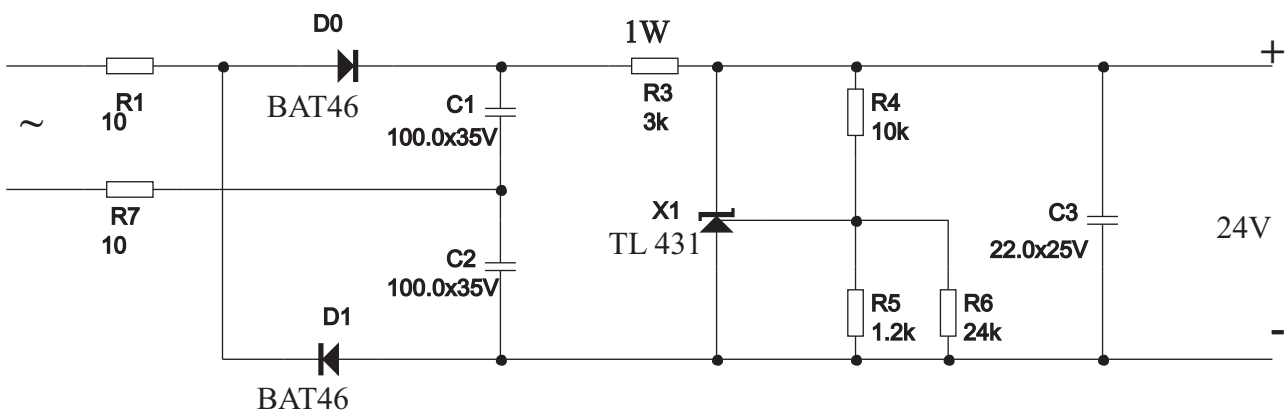 D0
1W
+
R1
10
BAT46
C1
100.0x35V
R3
3k
R4
10k
~
R7
10
X1
TL 431
C3
22.0x25V
24V
C2
100.0x35V
D1
BAT46
R5
1.2k
R6
24k
-